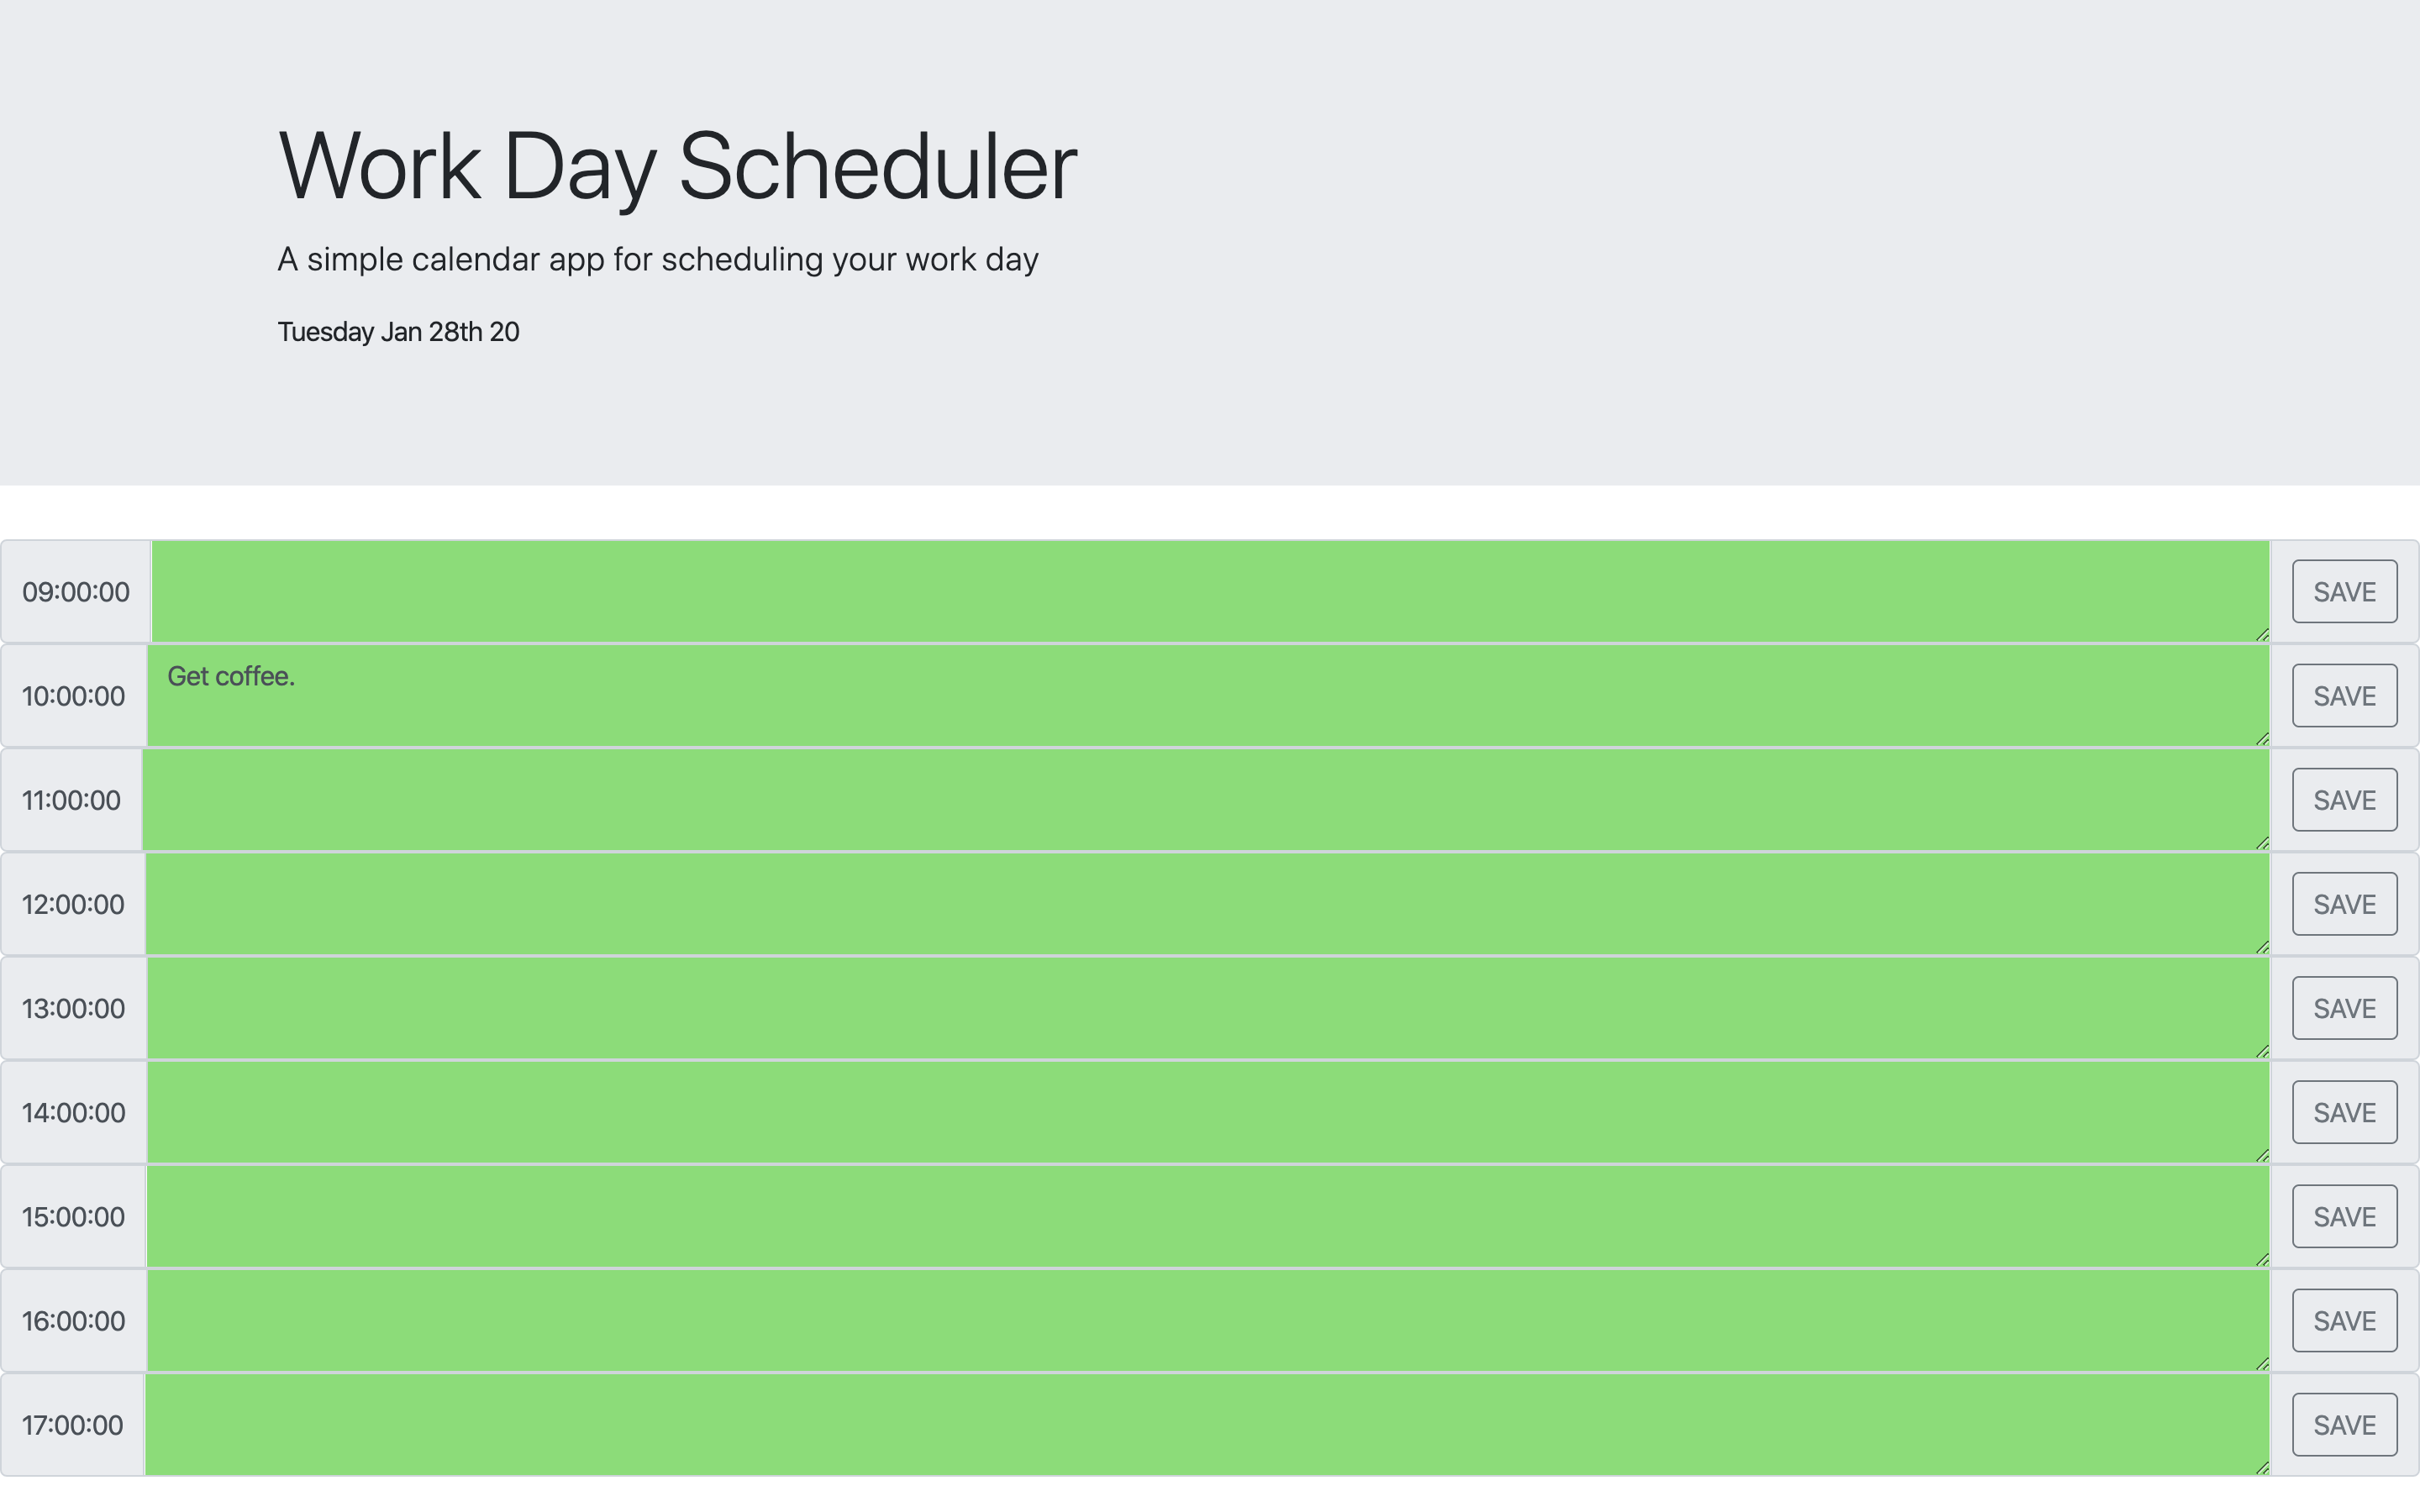 Work Day Scheduler
A simple calendar app for scheduling your work day
Tuesday Jan 28th 20
09:00:00 SAVE
10:00:00 Get coffee. SAVE
11:00:00 SAVE
12:00:00 SAVE
13:00:00 SAVE
14:00:00 SAVE
15:00:00 SAVE
16:00:00 SAVE
17:00:00 SAVE